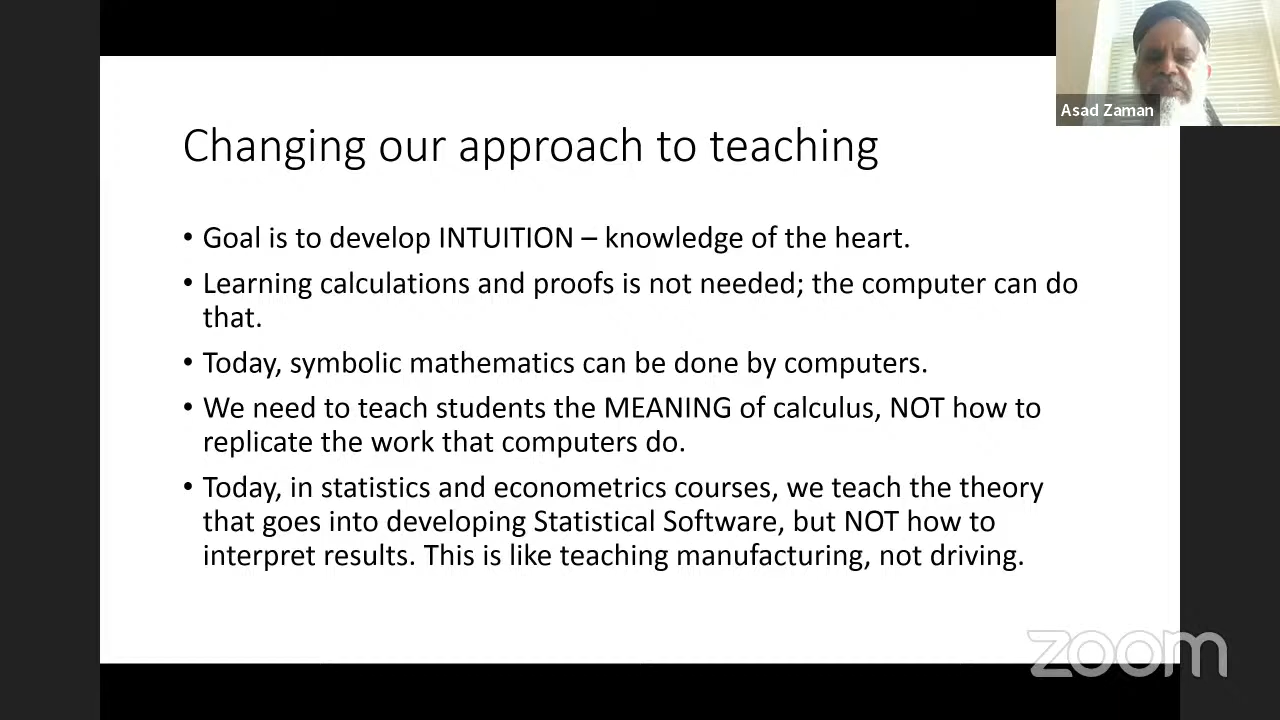 Asad Zaman
Changing our approach to teaching
• Goal is to develop INTUITION – knowledge of the heart.
• Learning calculations and proofs is not needed; the computer can do
that.
• Today, symbolic mathematics can be done by computers.
• We need to teach students the MEANING of calculus, NOT how to
replicate the work that computers do.
• Today, in statistics and econometrics courses, we teach the theory
that goes into developing Statistical Software, but NOT how to
interpret results. This is like teaching manufacturing, not driving.
zoom